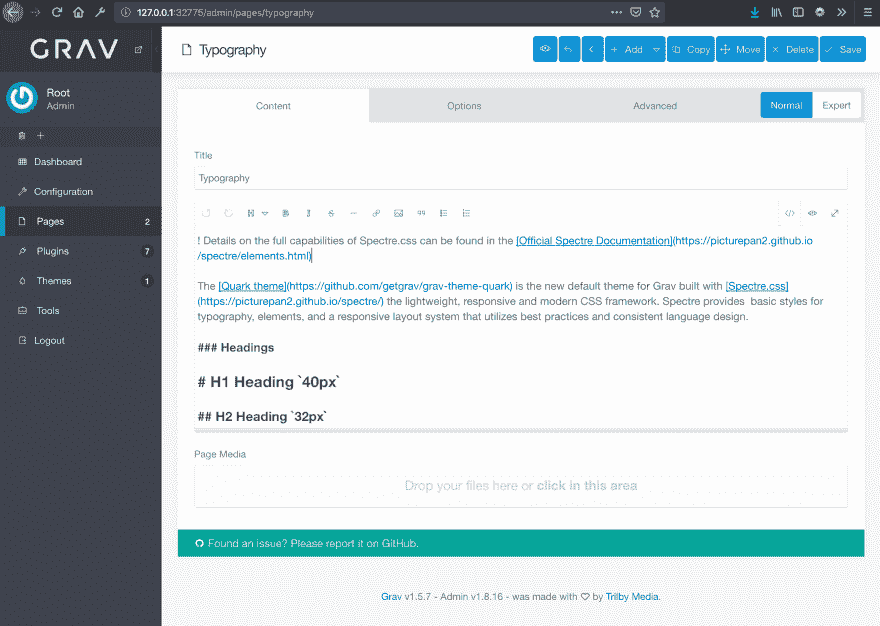 127.0.0.1:32775/admin/pages/typography
GRAV
Typography
+ Add
Copy
Move
× Delete
✓ Save
Root
Admin
Content
Options
Advanced
Normal
Expert
+
Dashboard
Configuration
Pages 2
Plugins 7
Themes 1
Tools
Logout
Title
Typography
H
B
I
S
! Details on the full capabilities of Spectre.css can be found in the [Official Spectre Documentation](https://picturepan2.github.io
/spectre/elements.html)
The [Quark theme](https://github.com/getgrav/grav-theme-quark) is the new default theme for Grav built with [Spectre.css]
(https://picturepan2.github.io/spectre/) the lightweight, responsive and modern CSS framework. Spectre provides  basic styles for
typography, elements, and a responsive layout system that utilizes best practices and consistent language design.
### Headings
# H1 Heading `40px`
## H2 Heading `32px`
Page Media
Drop your files here or click in this area
Found an issue? Please report it on GitHub.
Grav v1.5.7 - Admin v1.8.16 - was made with ♡ by Trilby Media.